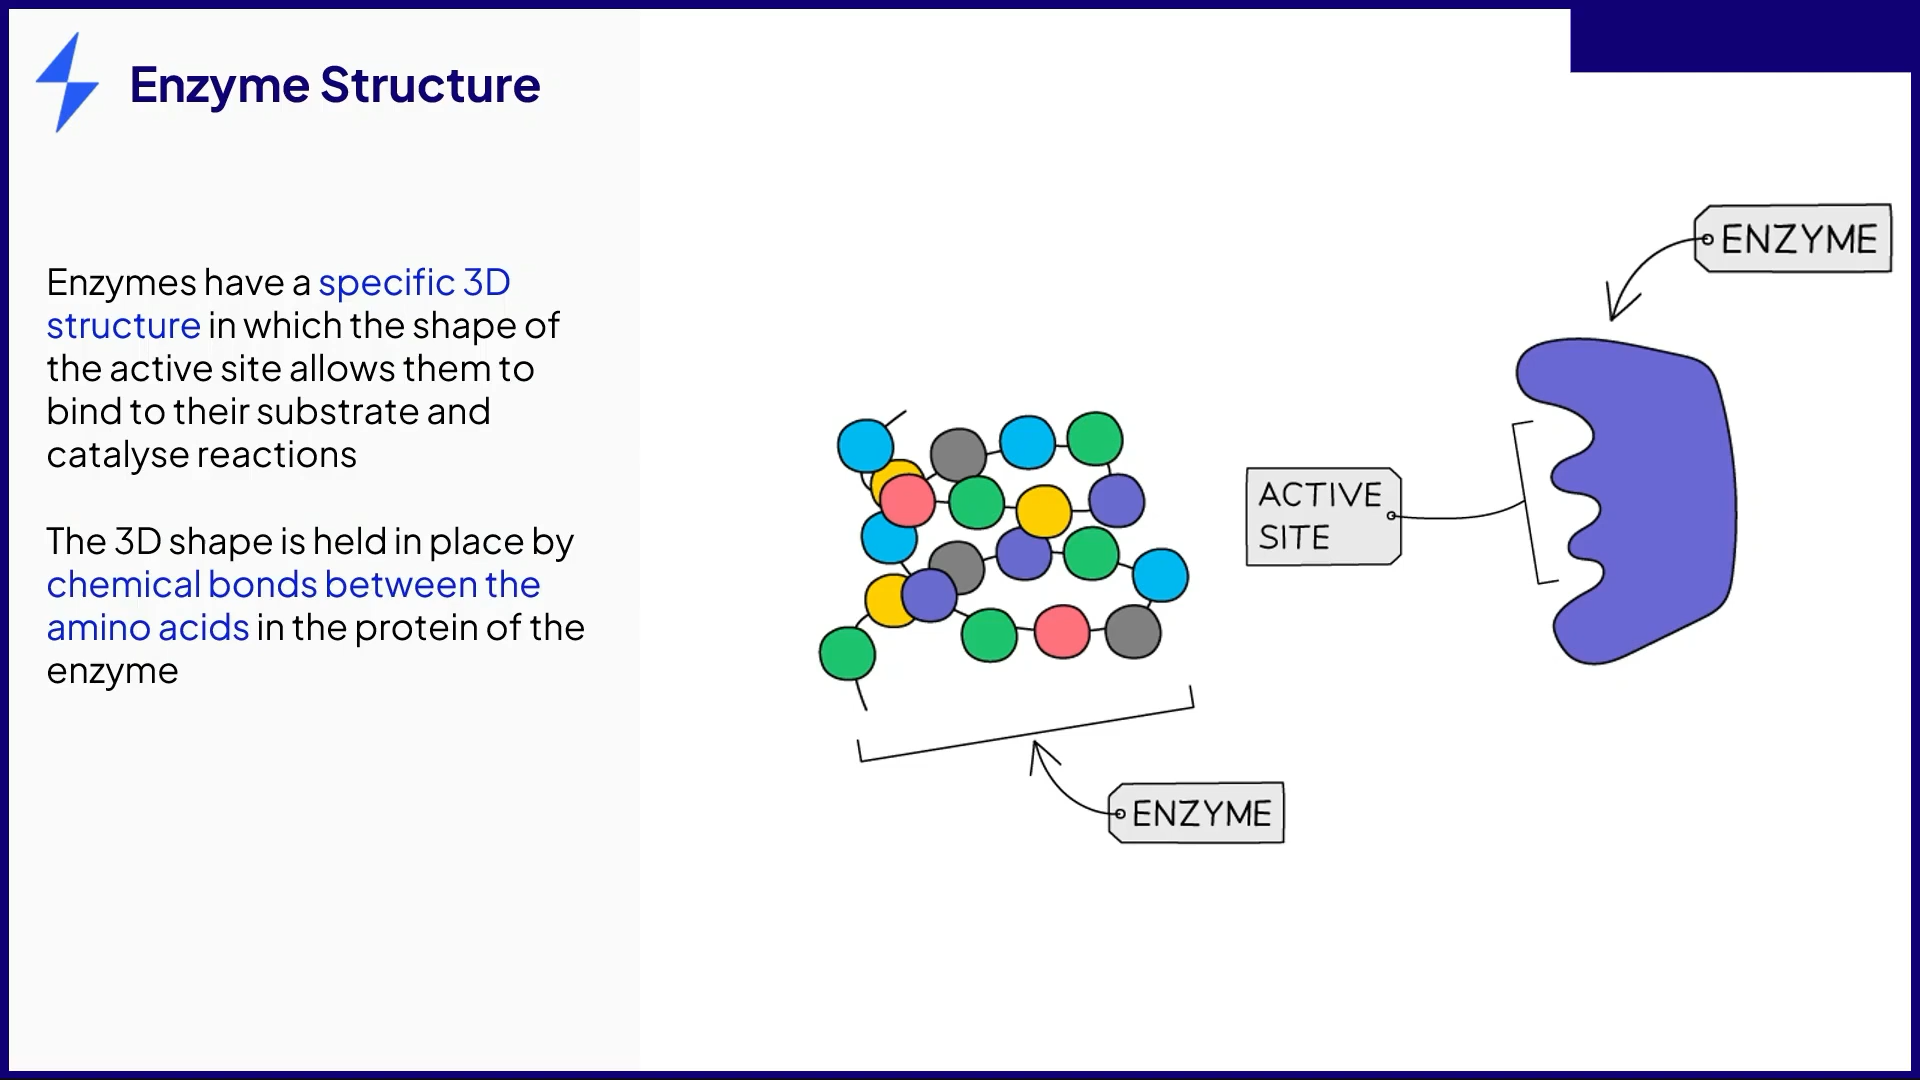 Enzyme Structure
Enzymes have a specific 3D
structure in which the shape of
the active site allows them to
bind to their substrate and
catalyse reactions
The 3D shape is held in place by
chemical bonds between the
amino acids in the protein of the
enzyme
ENZYME
ACTIVE
SITE
ENZYME